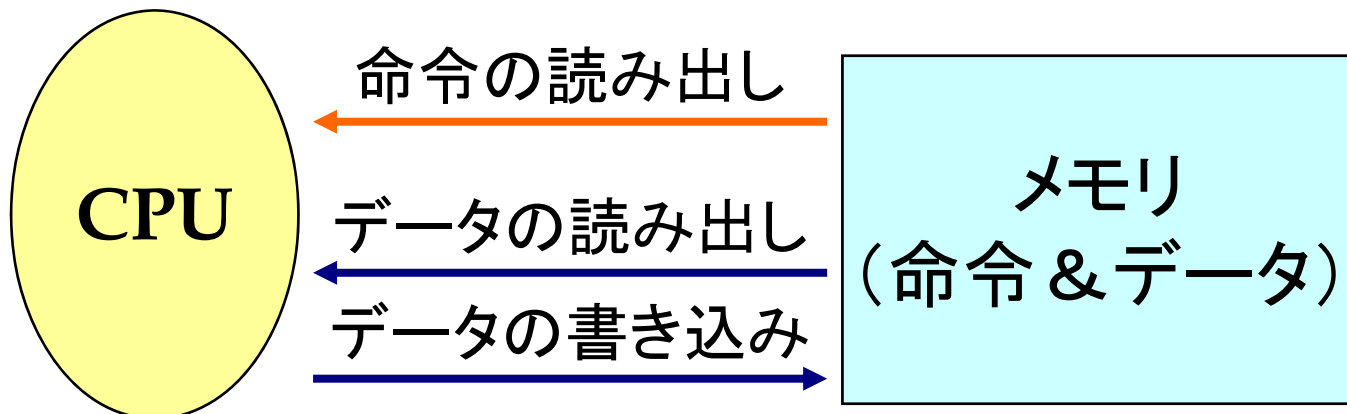 命令の読み出し
CPU
データの読み出し
データの書き込み
メモリ
（命令＆データ）